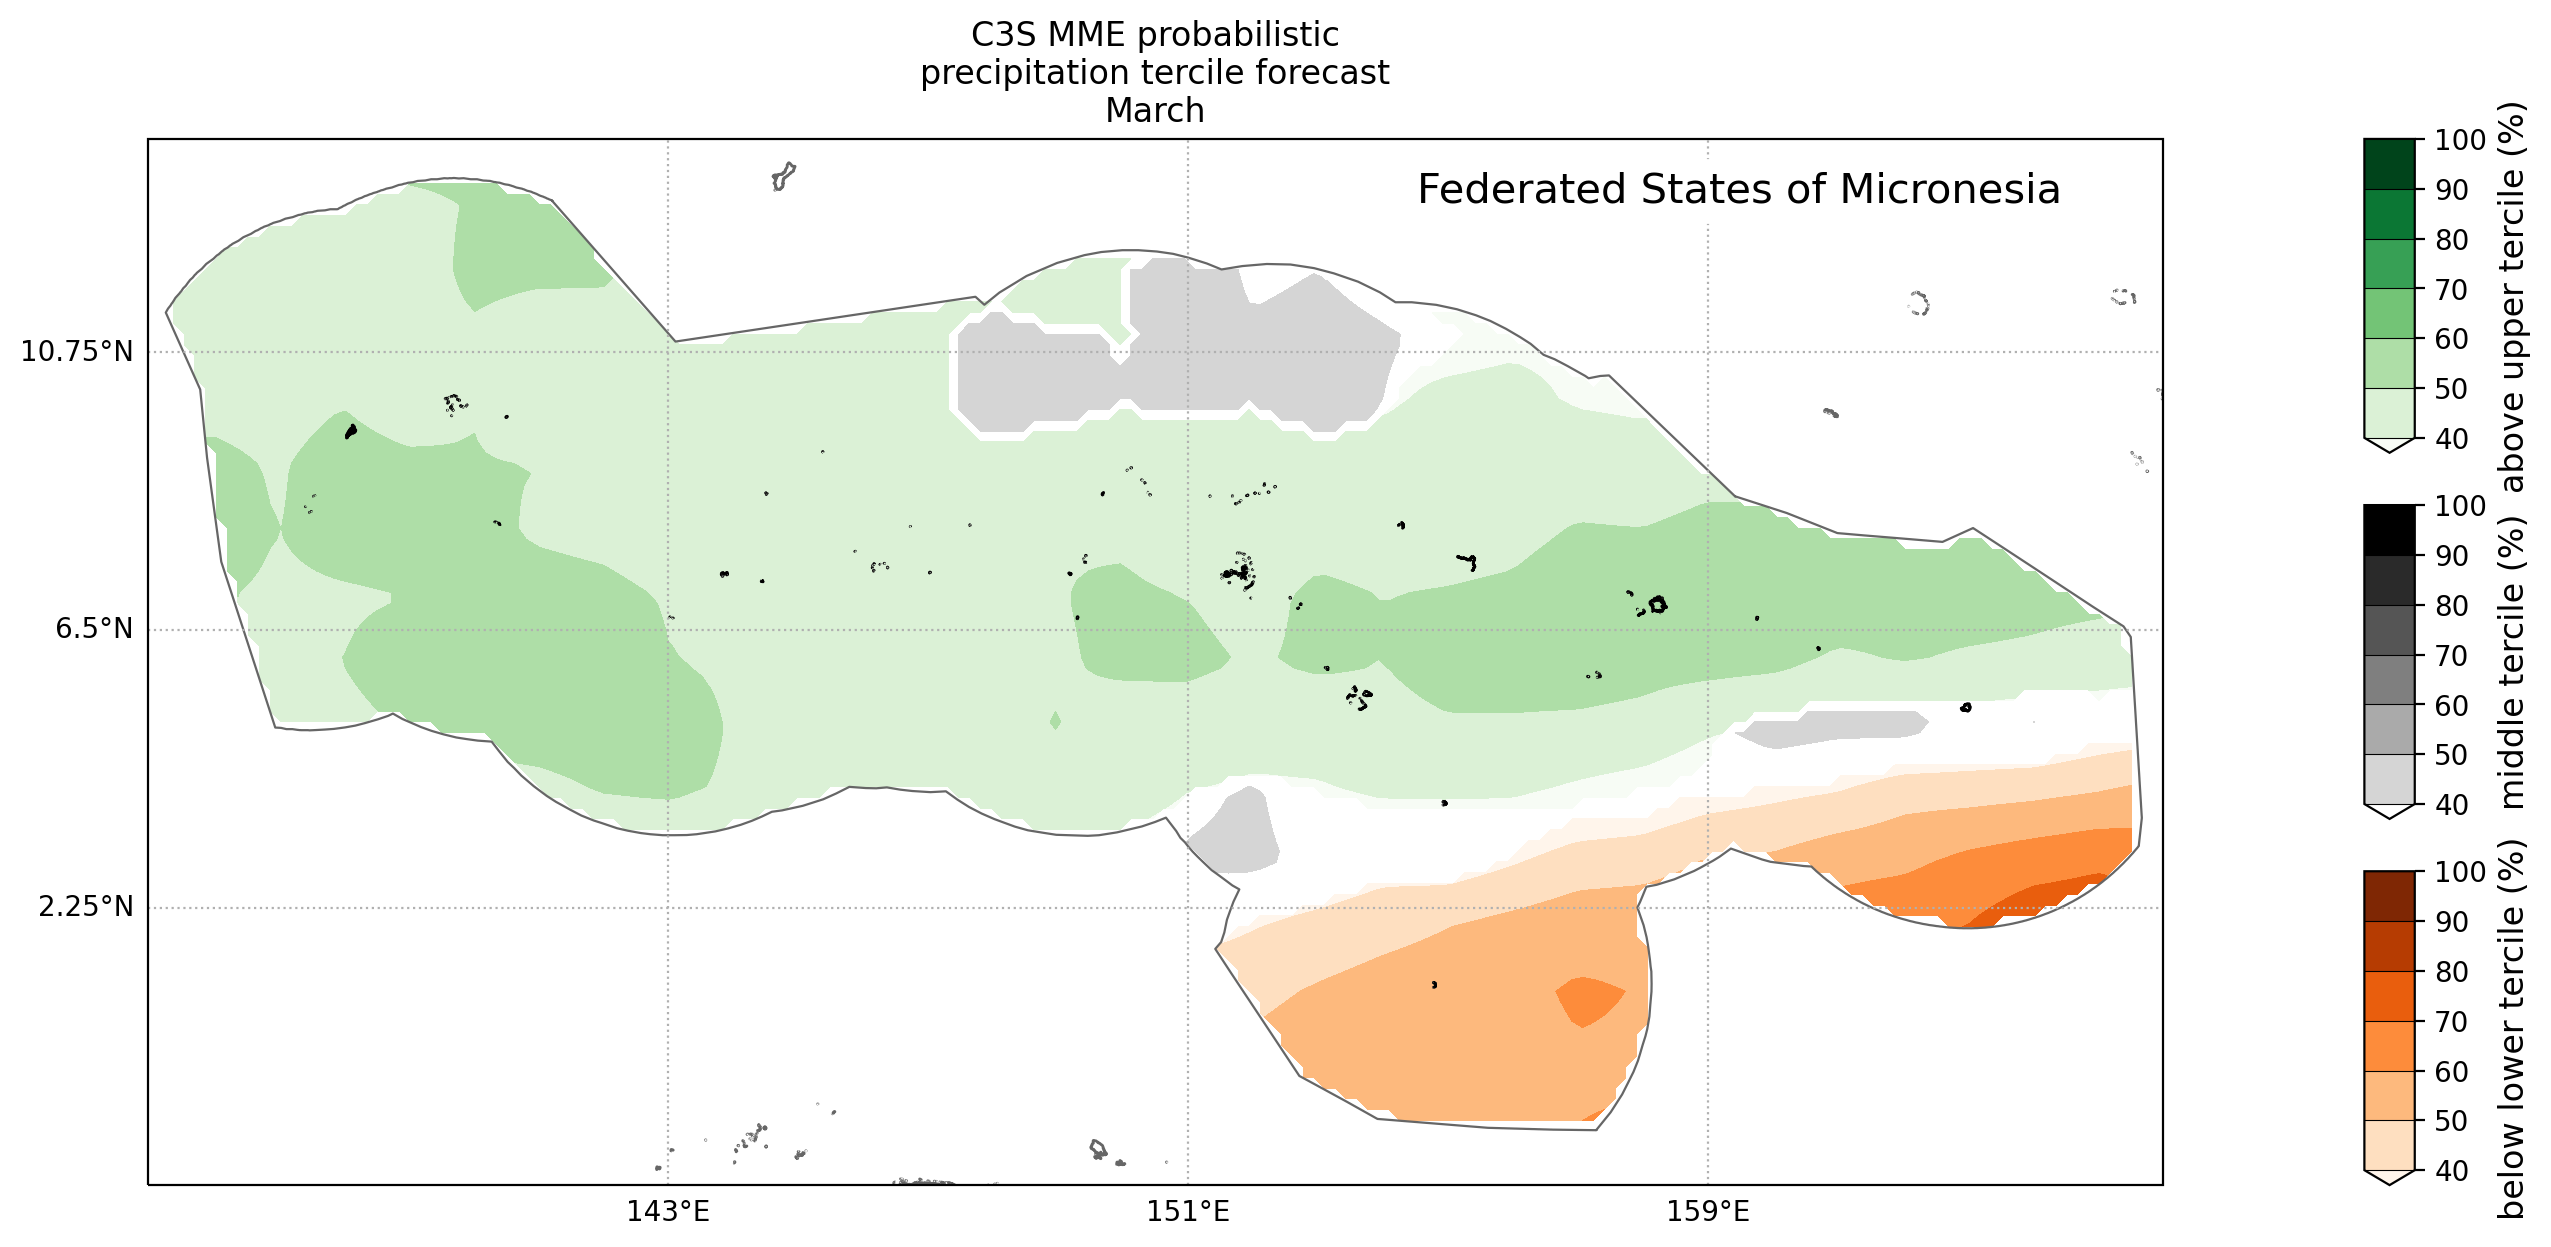 C3S MME probabilistic
precipitation tercile forecast
March
Federated States of Micronesia
10.75°N
6.5°N
2.25°N
143°E
151°E
159°E
100
90
80
70
60
50
40
above upper tercile (%)
100
90
80
70
60
50
40
middle tercile (%)
100
90
80
70
60
50
40
below lower tercile (%)